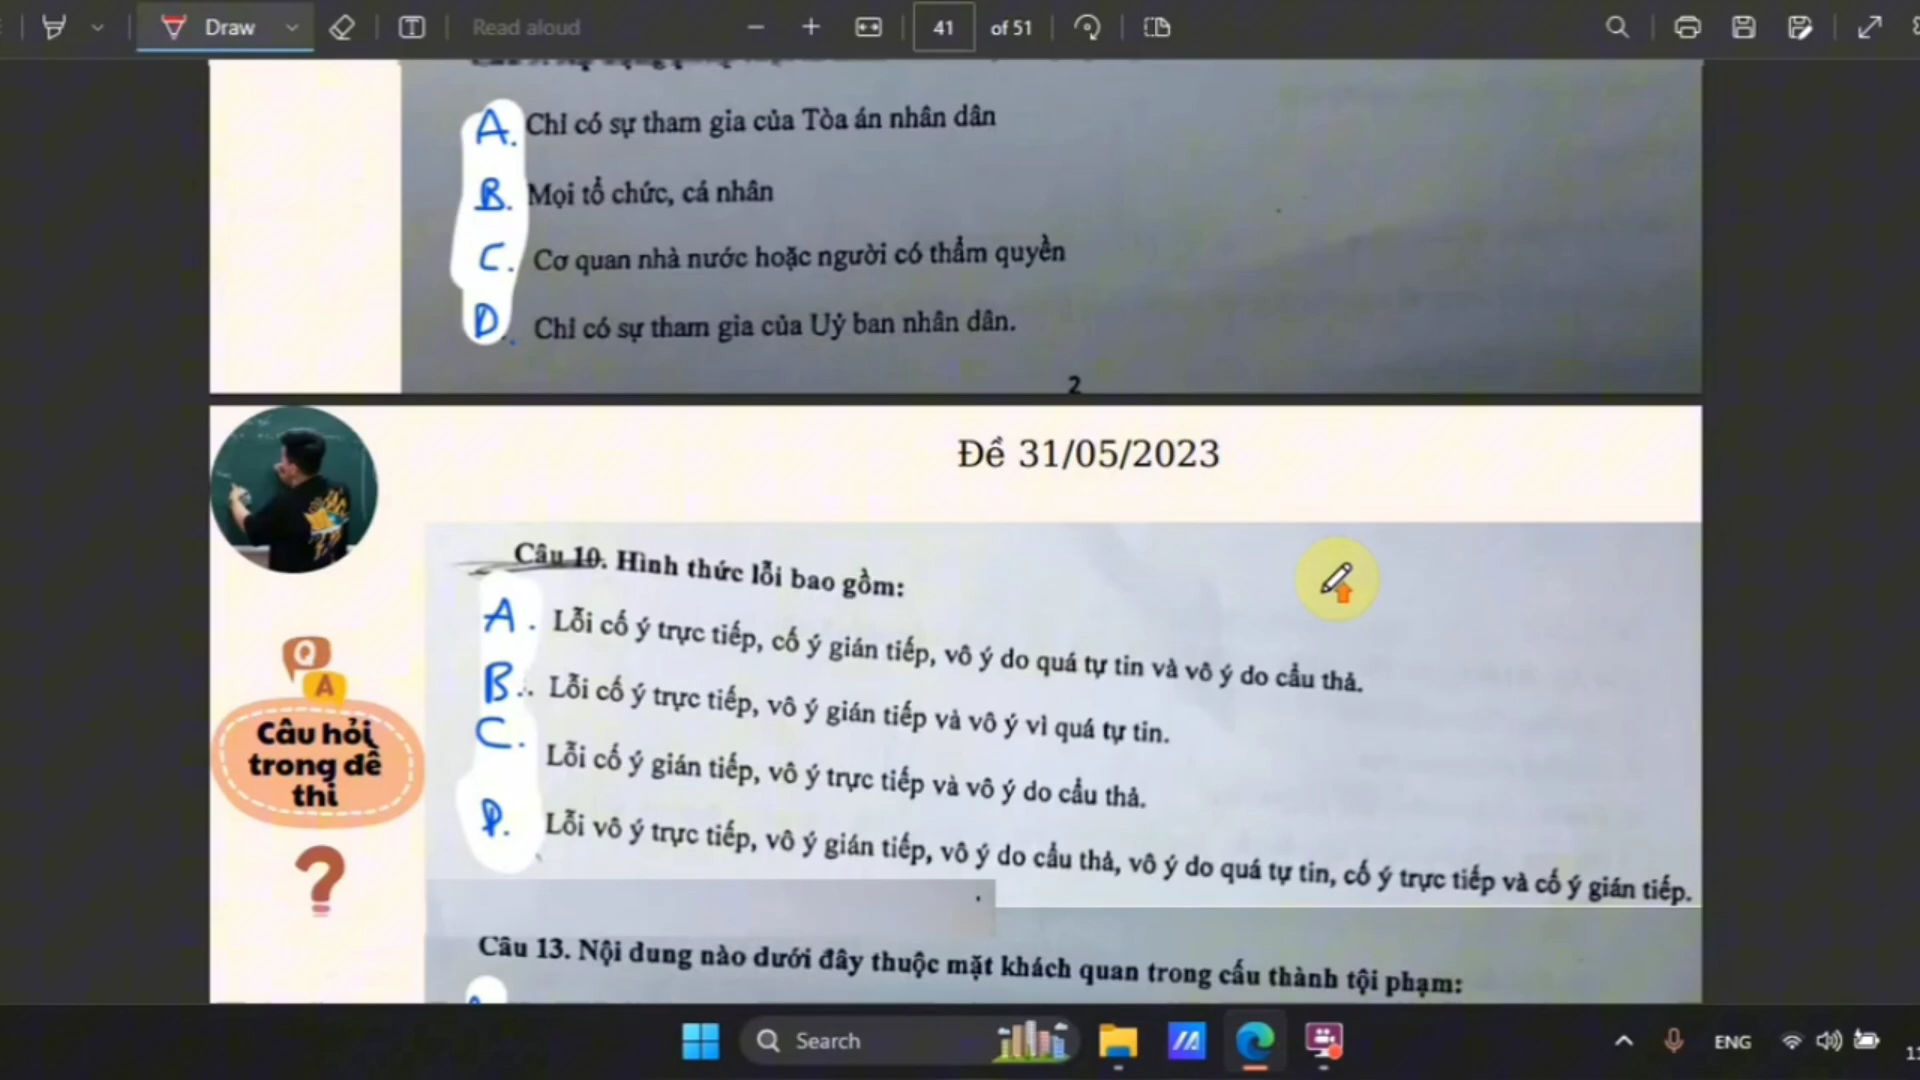 Draw
Read aloud
41 of 51
A. Chỉ có sự tham gia của Tòa án nhân dân
B. Mọi tổ chức, cá nhân
C. Cơ quan nhà nước hoặc người có thẩm quyền
D. Chỉ có sự tham gia của Uỷ ban nhân dân.
2
Đề 31/05/2023
Câu 10. Hình thức lỗi bao gồm:
A. Lỗi cố ý trực tiếp, cố ý gián tiếp, vô ý do quá tự tin và vô ý do cẩu thả.
B. Lỗi cố ý trực tiếp, vô ý gián tiếp và vô ý vì quá tự tin.
C. Lỗi cố ý gián tiếp, vô ý trực tiếp và vô ý do cẩu thả.
D. Lỗi vô ý trực tiếp, vô ý gián tiếp, vô ý do cẩu thả, vô ý do quá tự tin, cố ý trực tiếp và cố ý gián tiếp.
Q
A
Câu hỏi
trong đề
thi
?
Câu 13. Nội dung nào dưới đây thuộc mặt khách quan trong cấu thành tội phạm:
Search
ENG